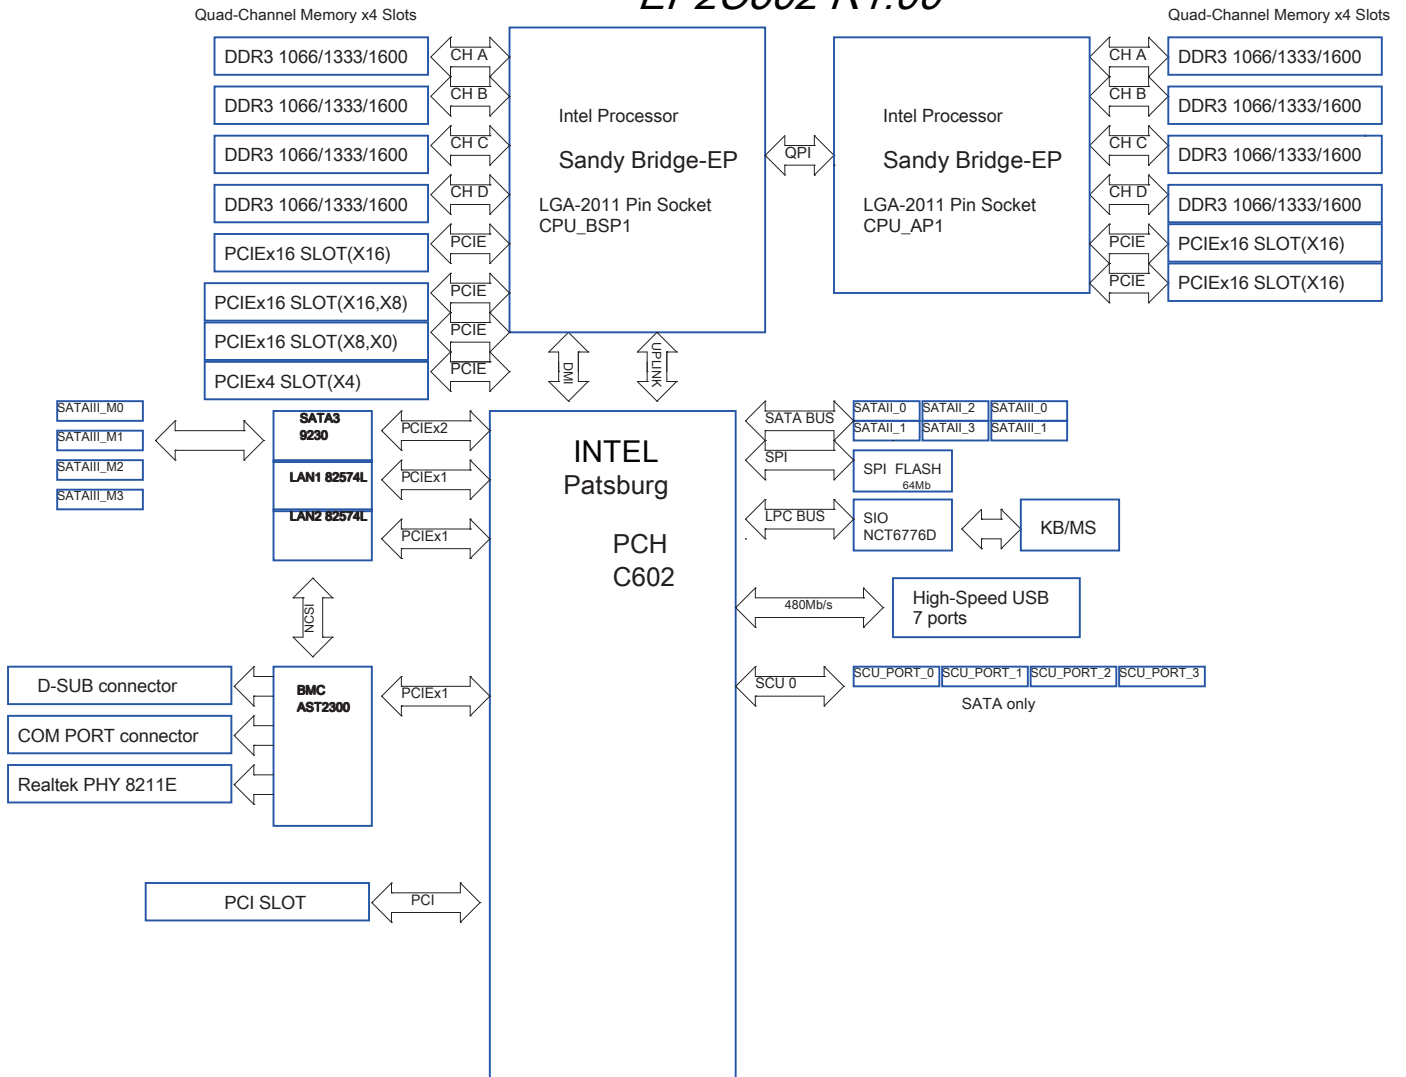 Quad-Channel Memory x4 Slots
EP2C602 R1.00
Quad-Channel Memory x4 Slots
DDR3 1066/1333/1600
CH A
DDR3 1066/1333/1600
CH B
DDR3 1066/1333/1600
CH C
DDR3 1066/1333/1600
CH D
PCIEx16 SLOT(X16)
PCIE
PCIEx16 SLOT(X16,X8)
PCIE
PCIEx16 SLOT(X8,X0)
PCIE
PCIEx4 SLOT(X4)
PCIE
Intel Processor
Sandy Bridge-EP
LGA-2011 Pin Socket
CPU_BSP1
QPI
Intel Processor
Sandy Bridge-EP
LGA-2011 Pin Socket
CPU_AP1
CH A
DDR3 1066/1333/1600
CH B
DDR3 1066/1333/1600
CH C
DDR3 1066/1333/1600
CH D
DDR3 1066/1333/1600
PCIE
PCIEx16 SLOT(X16)
PCIE
PCIEx16 SLOT(X16)
DMI
UPLINK
SATAIII_M0
SATAIII_M1
SATAIII_M2
SATAIII_M3
SATA3
9230
PCIEx2
LAN1 82574L
PCIEx1
LAN2 82574L
PCIEx1
NCSI
INTEL
Patsburg
PCH
C602
SATA BUS
SATAII_0
SATAII_2
SATAIII_0
SATAII_1
SATAII_3
SATAIII_1
SPI
SPI FLASH
64Mb
LPC BUS
SIO
NCT6776D
KB/MS
480Mb/s
High-Speed USB
7 ports
SCU 0
SCU_PORT_0
SCU_PORT_1
SCU_PORT_2
SCU_PORT_3
SATA only
D-SUB connector
COM PORT connector
Realtek PHY 8211E
BMC
AST2300
PCIEx1
PCI SLOT
PCI